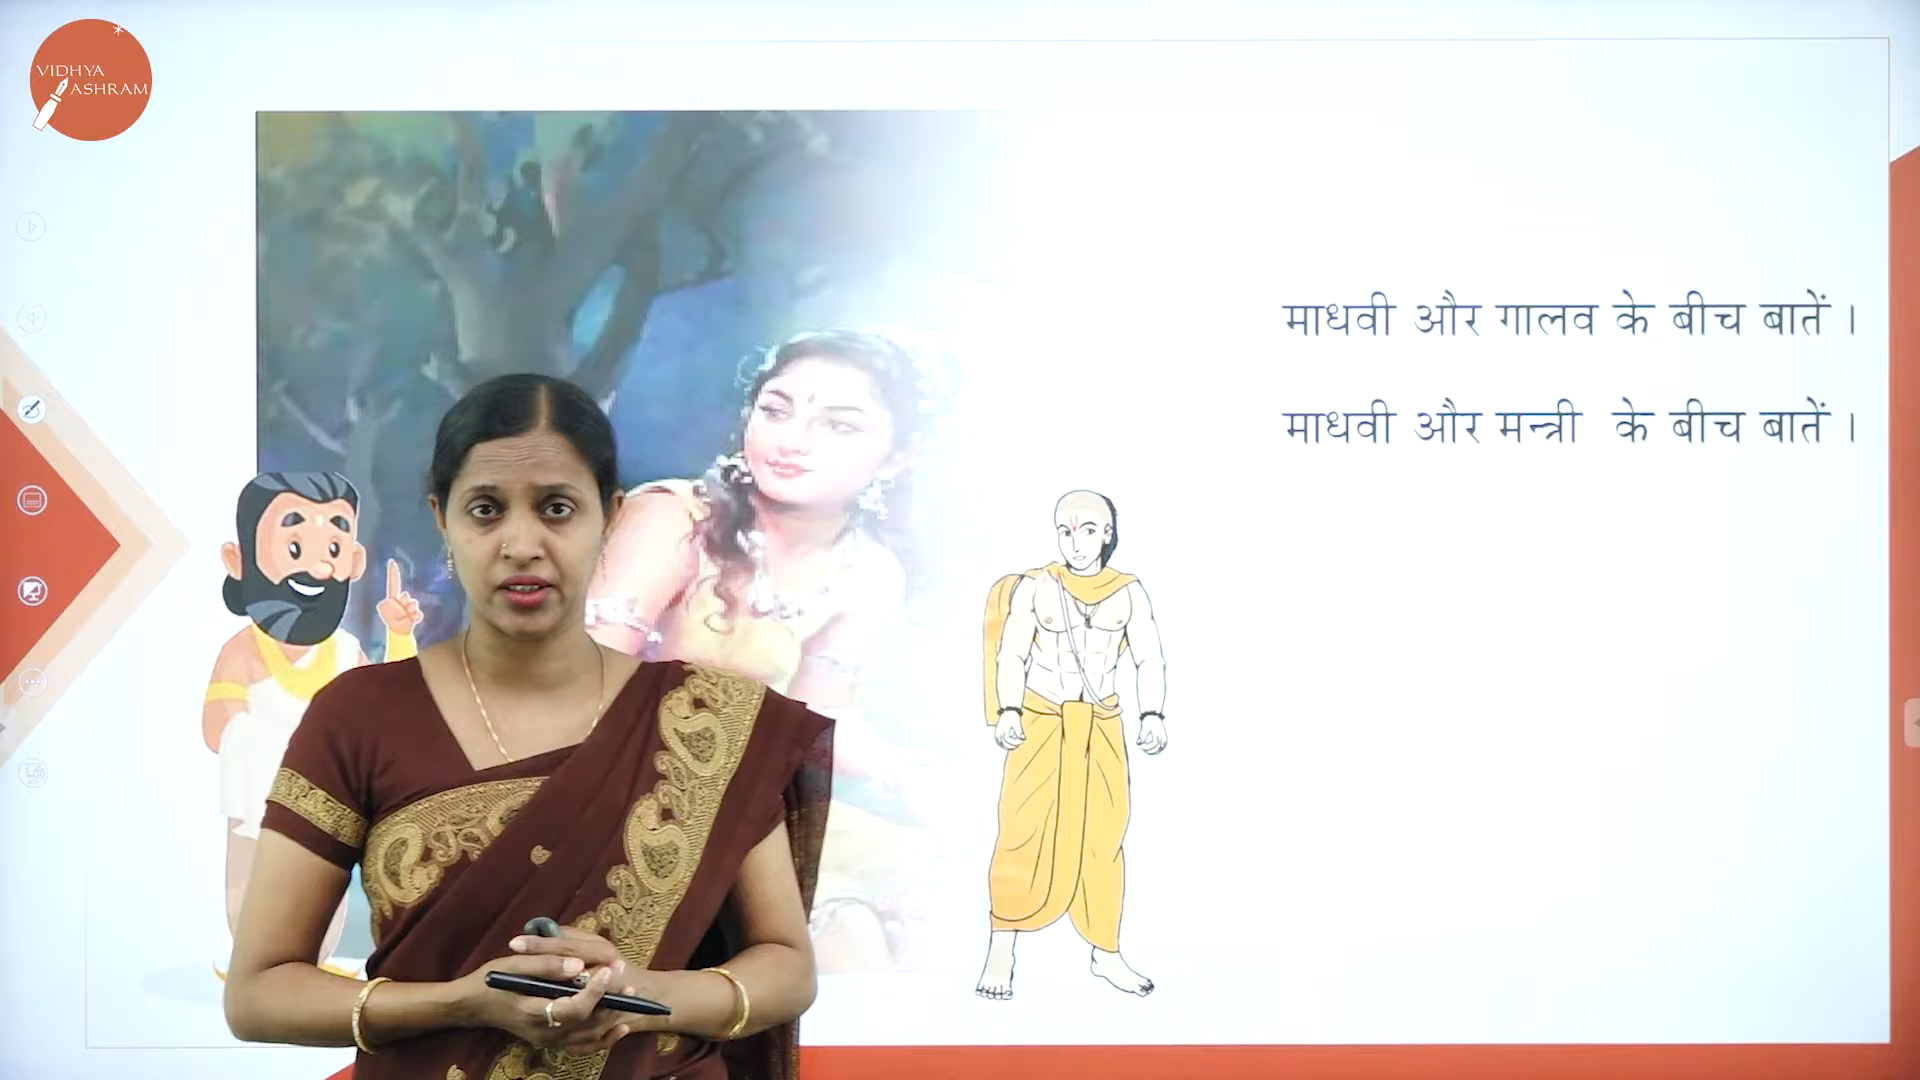 VIDHYA
ASHRAM
माधवी और गालव के बीच बातें ।
माधवी और मन्त्री के बीच बातें ।